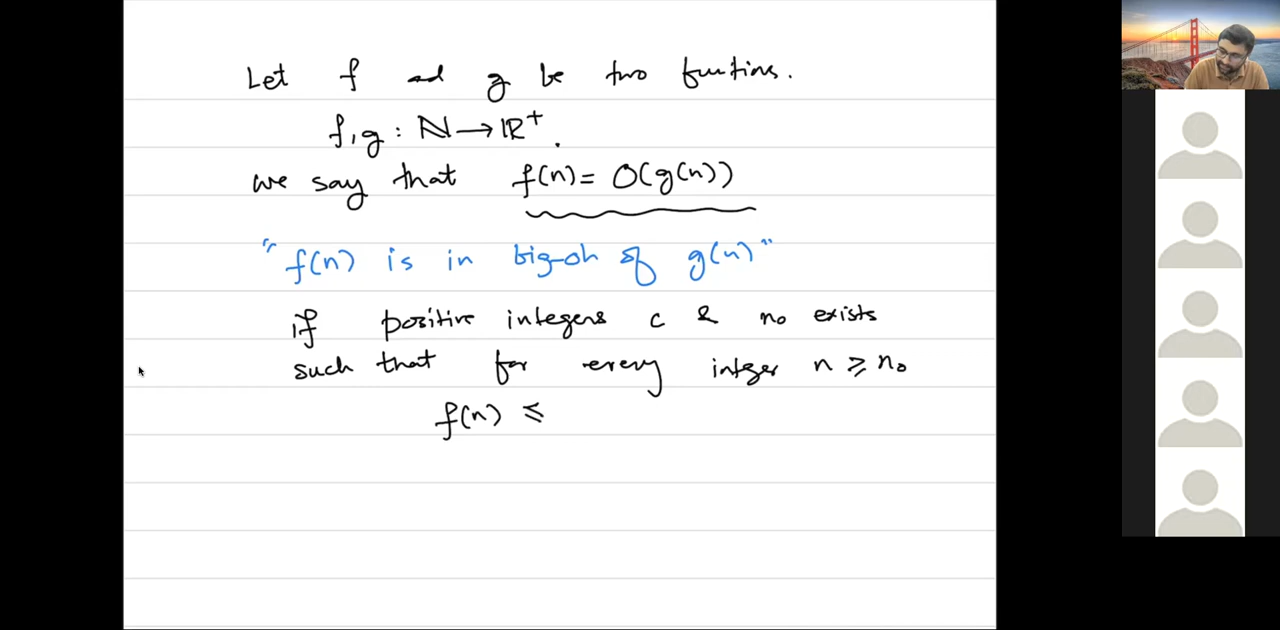 Let f and g be two functions.
f, g : ℕ → ℝ⁺.
we say that f(n) = O(g(n))
"f(n) is in big-oh of g(n)"
if positive integers c & n₀ exists
such that for every integer n ≥ n₀
f(n) ≤